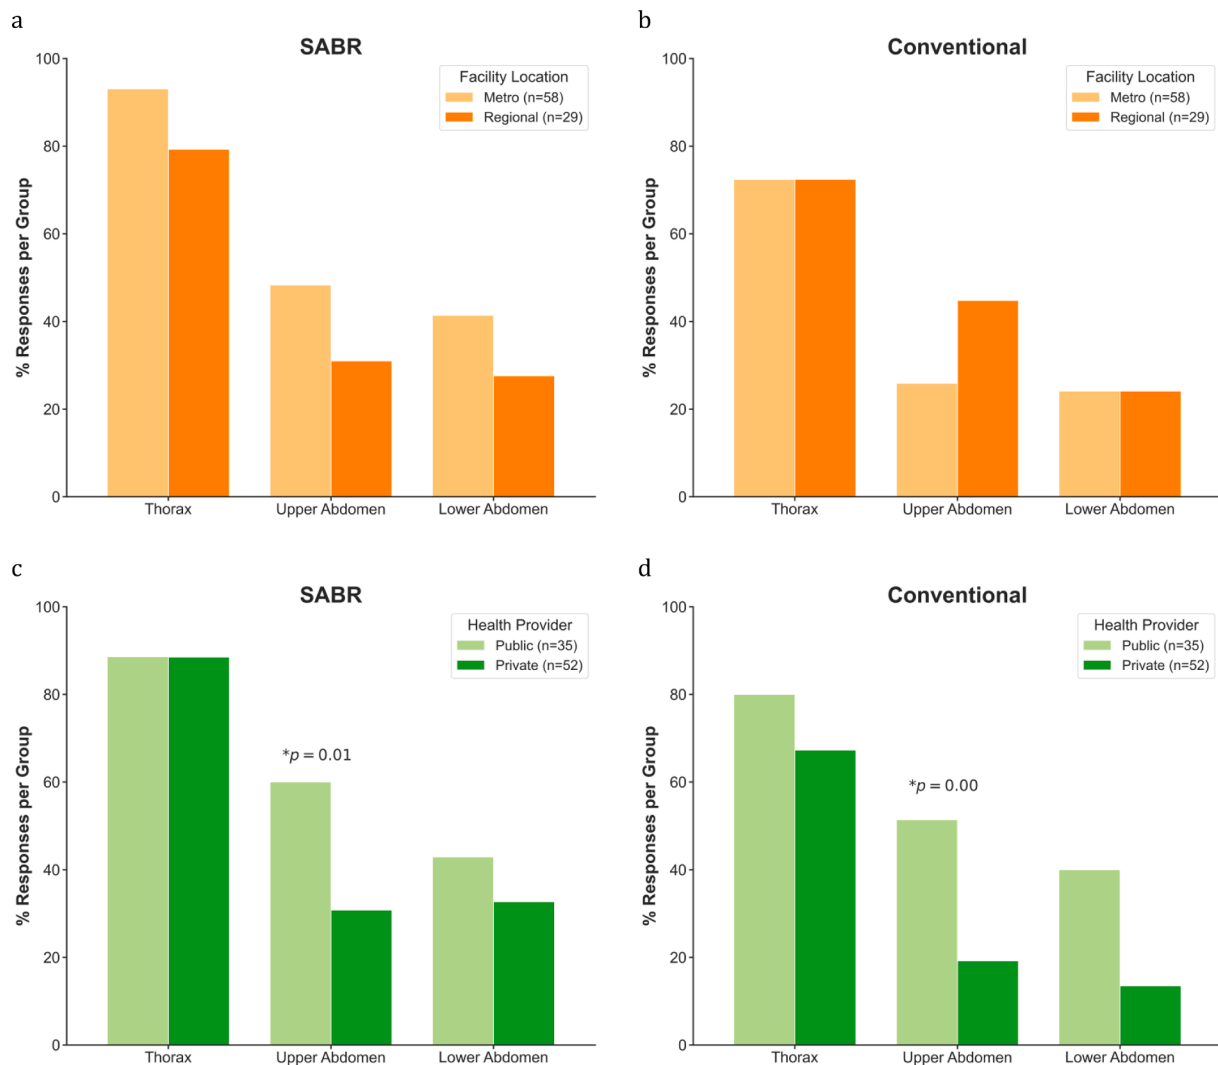 a
SABR
100
80
60
40
20
0
% Responses per Group
Facility Location
Metro (n=58)
Regional (n=29)
Thorax
Upper Abdomen
Lower Abdomen
b
Conventional
100
80
60
40
20
0
% Responses per Group
Facility Location
Metro (n=58)
Regional (n=29)
Thorax
Upper Abdomen
Lower Abdomen
c
SABR
100
80
60
40
20
0
% Responses per Group
Health Provider
Public (n=35)
Private (n=52)
*p = 0.01
Thorax
Upper Abdomen
Lower Abdomen
d
Conventional
100
80
60
40
20
0
% Responses per Group
Health Provider
Public (n=35)
Private (n=52)
*p = 0.00
Thorax
Upper Abdomen
Lower Abdomen